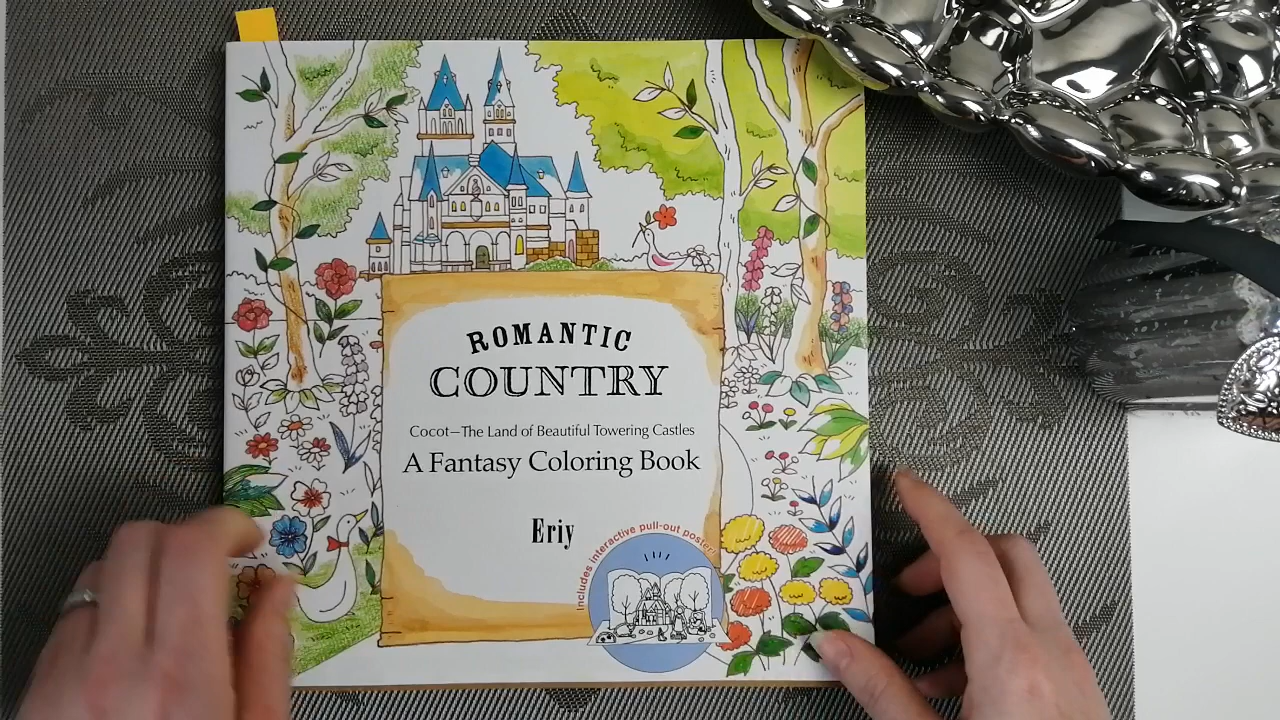 ROMANTIC
COUNTRY
Cocot—The Land of Beautiful Towering Castles
A Fantasy Coloring Book
Eriy
Includes interactive pull-out poster